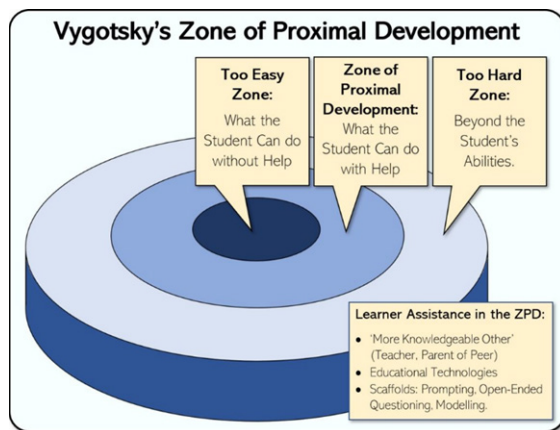 Vygotsky's Zone of Proximal Development
Too Easy
Zone:
What the
Student Can do
without Help
Zone of
Proximal
Development:
What the
Student Can do
with Help
Too Hard
Zone:
Beyond the
Student's
Abilities.
Learner Assistance in the ZPD:
• 'More Knowledgeable Other'
(Teacher, Parent of Peer)
• Educational Technologies
• Scaffolds: Prompting, Open-Ended
Questioning, Modelling.